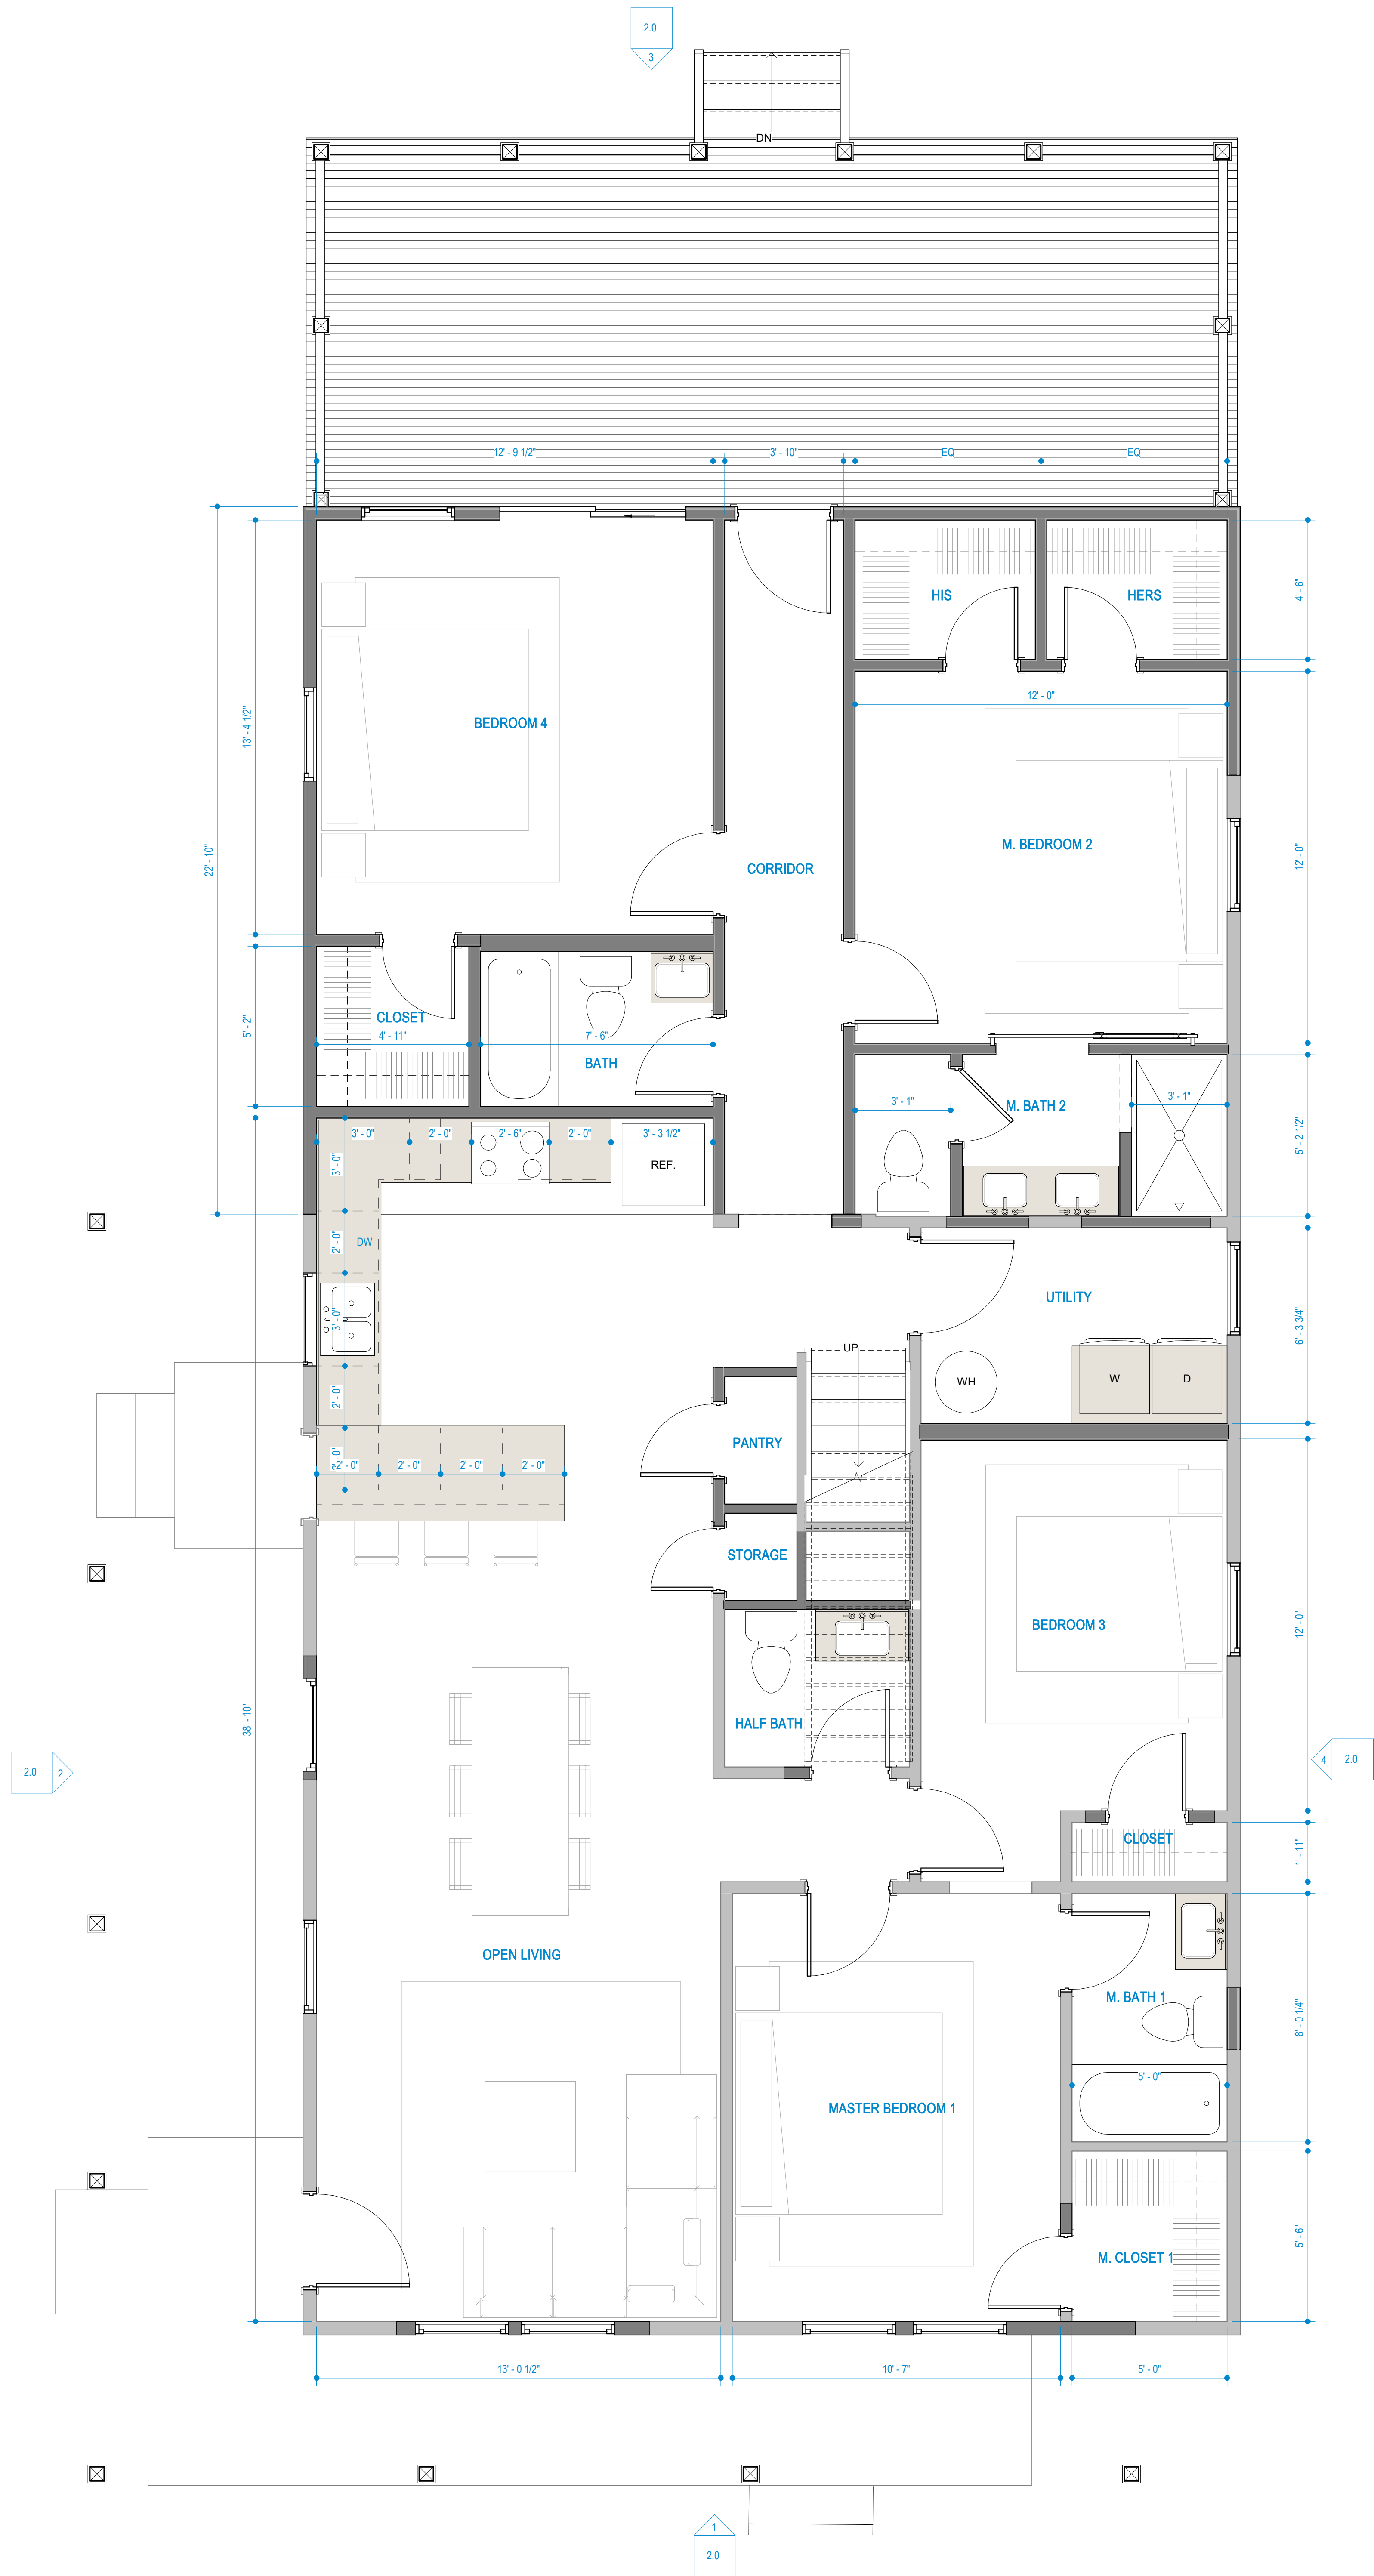 2.0
3
DN
12' - 9 1/2"
3' - 10"
EQ
EQ
HIS
HERS
4' - 6"
12' - 0"
BEDROOM 4
13' - 4 1/2"
M. BEDROOM 2
12' - 0"
22' - 10"
CORRIDOR
CLOSET
4' - 11"
7' - 6"
BATH
5' - 2"
3' - 1"
M. BATH 2
3' - 1"
5' - 2 1/2"
3' - 0"
2' - 0"
2' - 6"
2' - 0"
3' - 3 1/2"
3' - 0"
REF.
2' - 0"
DW
3' - 0"
UTILITY
6' - 3 3/4"
UP
WH
W
D
2' - 0"
PANTRY
2' - 0"
2' - 0"
2' - 0"
2' - 0"
STORAGE
BEDROOM 3
12' - 0"
38' - 10"
HALF BATH
2.0
2
4
2.0
CLOSET
1' - 11"
OPEN LIVING
M. BATH 1
8' - 0 1/4"
5' - 0"
MASTER BEDROOM 1
M. CLOSET 1
5' - 6"
13' - 0 1/2"
10' - 7"
5' - 0"
1
2.0